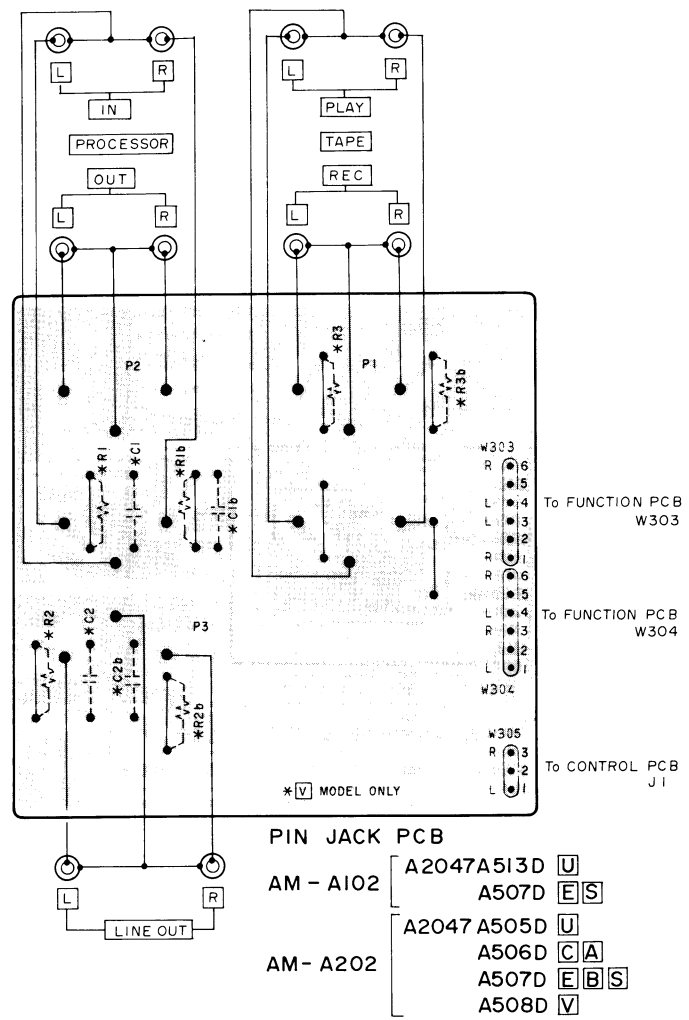 L R L R
IN PLAY
PROCESSOR TAPE
OUT REC
L R L R
P2 *R3 P1 *R3b
*R1 *C1 *R1b *C1b
W303
R 6
5
L 4
L 3
2
R 1
To FUNCTION PCB
W303
R 6
5
L 4
R 3
2
L 1
To FUNCTION PCB
W304
W304
*R2 *C2 *C2b P3 *R2b
W305
R 3
2
L 1
To CONTROL PCB
J1
*V MODEL ONLY
PIN JACK PCB
L R
LINE OUT
AM-A102
A2047A513D U
A507D E S
AM-A202
A2047A505D U
A506D C A
A507D E B S
A508D V